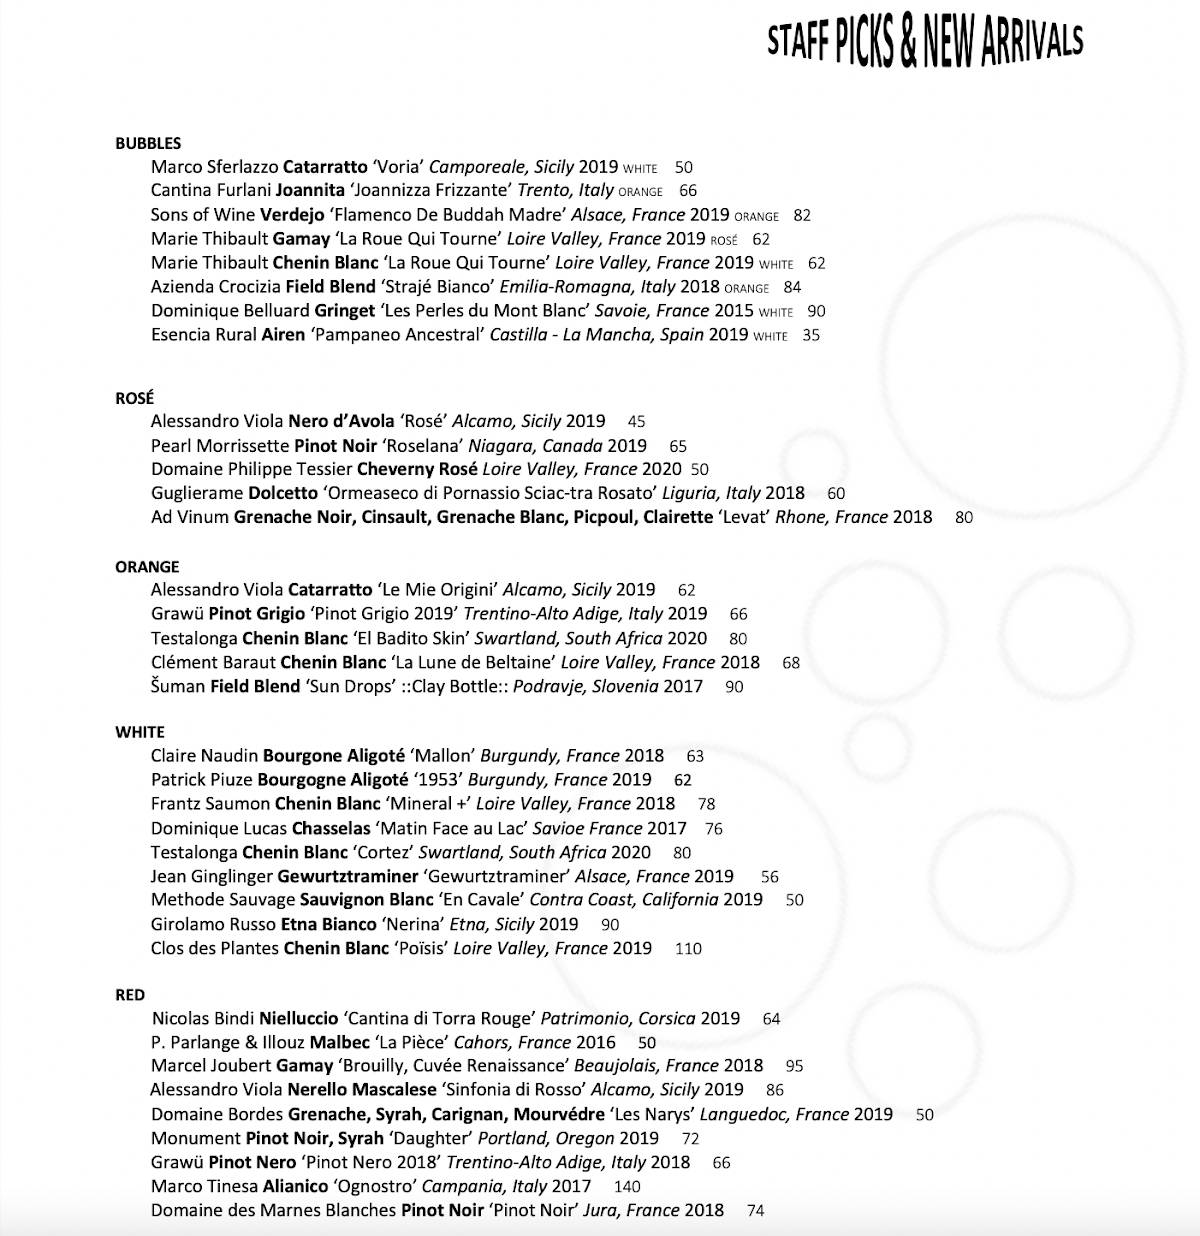 STAFF PICKS & NEW ARRIVALS
BUBBLES
Marco Sferlazzo Catarratto ‘Voria’ Camporeale, Sicily 2019 WHITE 50
Cantina Furlani Joannita ‘Joannizza Frizzante’ Trento, Italy ORANGE 66
Sons of Wine Verdejo ‘Flamenco De Buddah Madre’ Alsace, France 2019 ORANGE 82
Marie Thibault Gamay ‘La Roue Qui Tourne’ Loire Valley, France 2019 ROSÉ 62
Marie Thibault Chenin Blanc ‘La Roue Qui Tourne’ Loire Valley, France 2019 WHITE 62
Azienda Crocizia Field Blend ‘Strajé Bianco’ Emilia-Romagna, Italy 2018 ORANGE 84
Dominique Belluard Gringet ‘Les Perles du Mont Blanc’ Savoie, France 2015 WHITE 90
Esencia Rural Airen ‘Pampaneo Ancestral’ Castilla - La Mancha, Spain 2019 WHITE 35
ROSÉ
Alessandro Viola Nero d’Avola ‘Rosé’ Alcamo, Sicily 2019 45
Pearl Morrissette Pinot Noir ‘Roselana’ Niagara, Canada 2019 65
Domaine Philippe Tessier Cheverny Rosé Loire Valley, France 2020 50
Guglierame Dolcetto ‘Ormeaseco di Pornassio Sciac-tra Rosato’ Liguria, Italy 2018 60
Ad Vinum Grenache Noir, Cinsault, Grenache Blanc, Picpoul, Clairette ‘Levat’ Rhone, France 2018 80
ORANGE
Alessandro Viola Catarratto ‘Le Mie Origini’ Alcamo, Sicily 2019 62
Grawü Pinot Grigio ‘Pinot Grigio 2019’ Trentino-Alto Adige, Italy 2019 66
Testalonga Chenin Blanc ‘El Badito Skin’ Swartland, South Africa 2020 80
Clément Baraut Chenin Blanc ‘La Lune de Beltaine’ Loire Valley, France 2018 68
Šuman Field Blend ‘Sun Drops’ ::Clay Bottle:: Podravje, Slovenia 2017 90
WHITE
Claire Naudin Bourgone Aligoté ‘Mallon’ Burgundy, France 2018 63
Patrick Piuze Bourgogne Aligoté ‘1953’ Burgundy, France 2019 62
Frantz Saumon Chenin Blanc ‘Mineral +’ Loire Valley, France 2018 78
Dominique Lucas Chasselas ‘Matin Face au Lac’ Savioe France 2017 76
Testalonga Chenin Blanc ‘Cortez’ Swartland, South Africa 2020 80
Jean Ginglinger Gewurtztraminer ‘Gewurtztraminer’ Alsace, France 2019 56
Methode Sauvage Sauvignon Blanc ‘En Cavale’ Contra Coast, California 2019 50
Girolamo Russo Etna Bianco ‘Nerina’ Etna, Sicily 2019 90
Clos des Plantes Chenin Blanc ‘Poïsis’ Loire Valley, France 2019 110
RED
Nicolas Bindi Nielluccio ‘Cantina di Torra Rouge’ Patrimonio, Corsica 2019 64
P. Parlange & Illouz Malbec ‘La Pièce’ Cahors, France 2016 50
Marcel Joubert Gamay ‘Brouilly, Cuvée Renaissance’ Beaujolais, France 2018 95
Alessandro Viola Nerello Mascalese ‘Sinfonia di Rosso’ Alcamo, Sicily 2019 86
Domaine Bordes Grenache, Syrah, Carignan, Mourvédre ‘Les Narys’ Languedoc, France 2019 50
Monument Pinot Noir, Syrah ‘Daughter’ Portland, Oregon 2019 72
Grawü Pinot Nero ‘Pinot Nero 2018’ Trentino-Alto Adige, Italy 2018 66
Marco Tinesa Alianico ‘Ognostro’ Campania, Italy 2017 140
Domaine des Marnes Blanches Pinot Noir ‘Pinot Noir’ Jura, France 2018 74